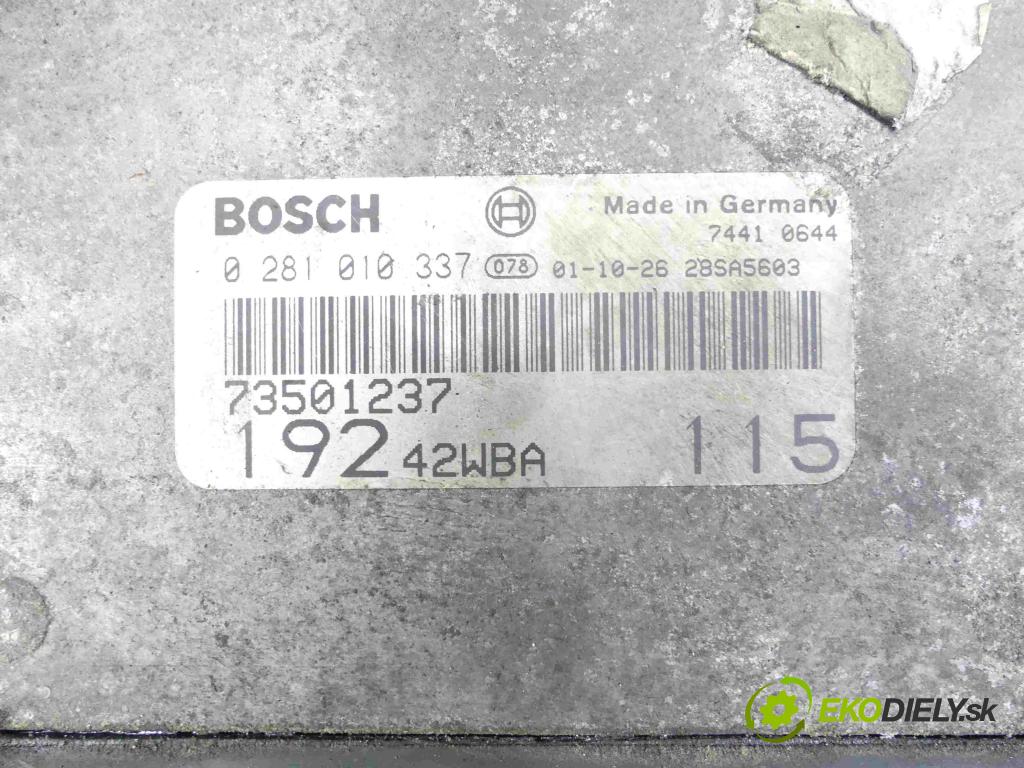 BOSCH Made in Germany
7441 0644
0 281 010 337 078 01-10-26 28SA5603
73501237
192 42WBA 115
EKODIELY.sk